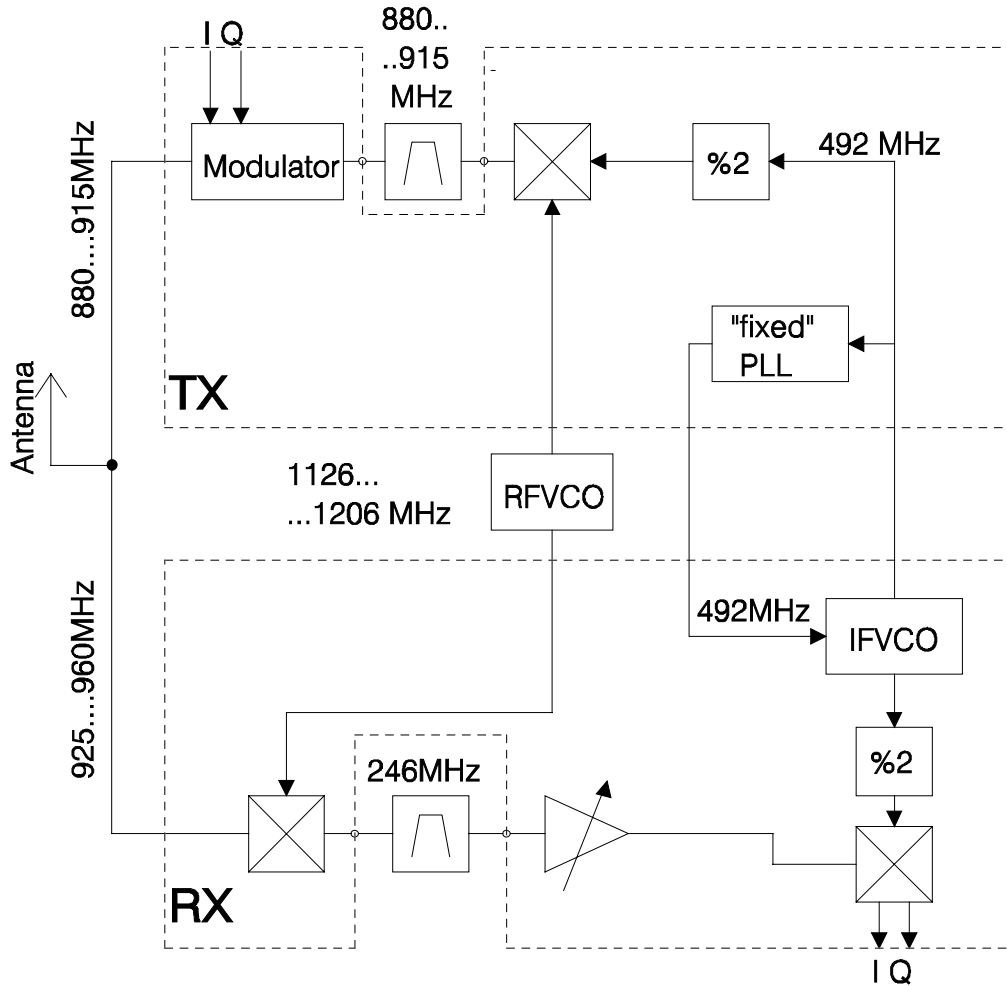 I Q
880..
..915
MHz
Modulator
%2
492 MHz
880....915MHz
"fixed"
PLL
TX
Antenna
1126...
...1206 MHz
RFVCO
925....960MHz
492MHz
IFVCO
%2
246MHz
RX
I Q